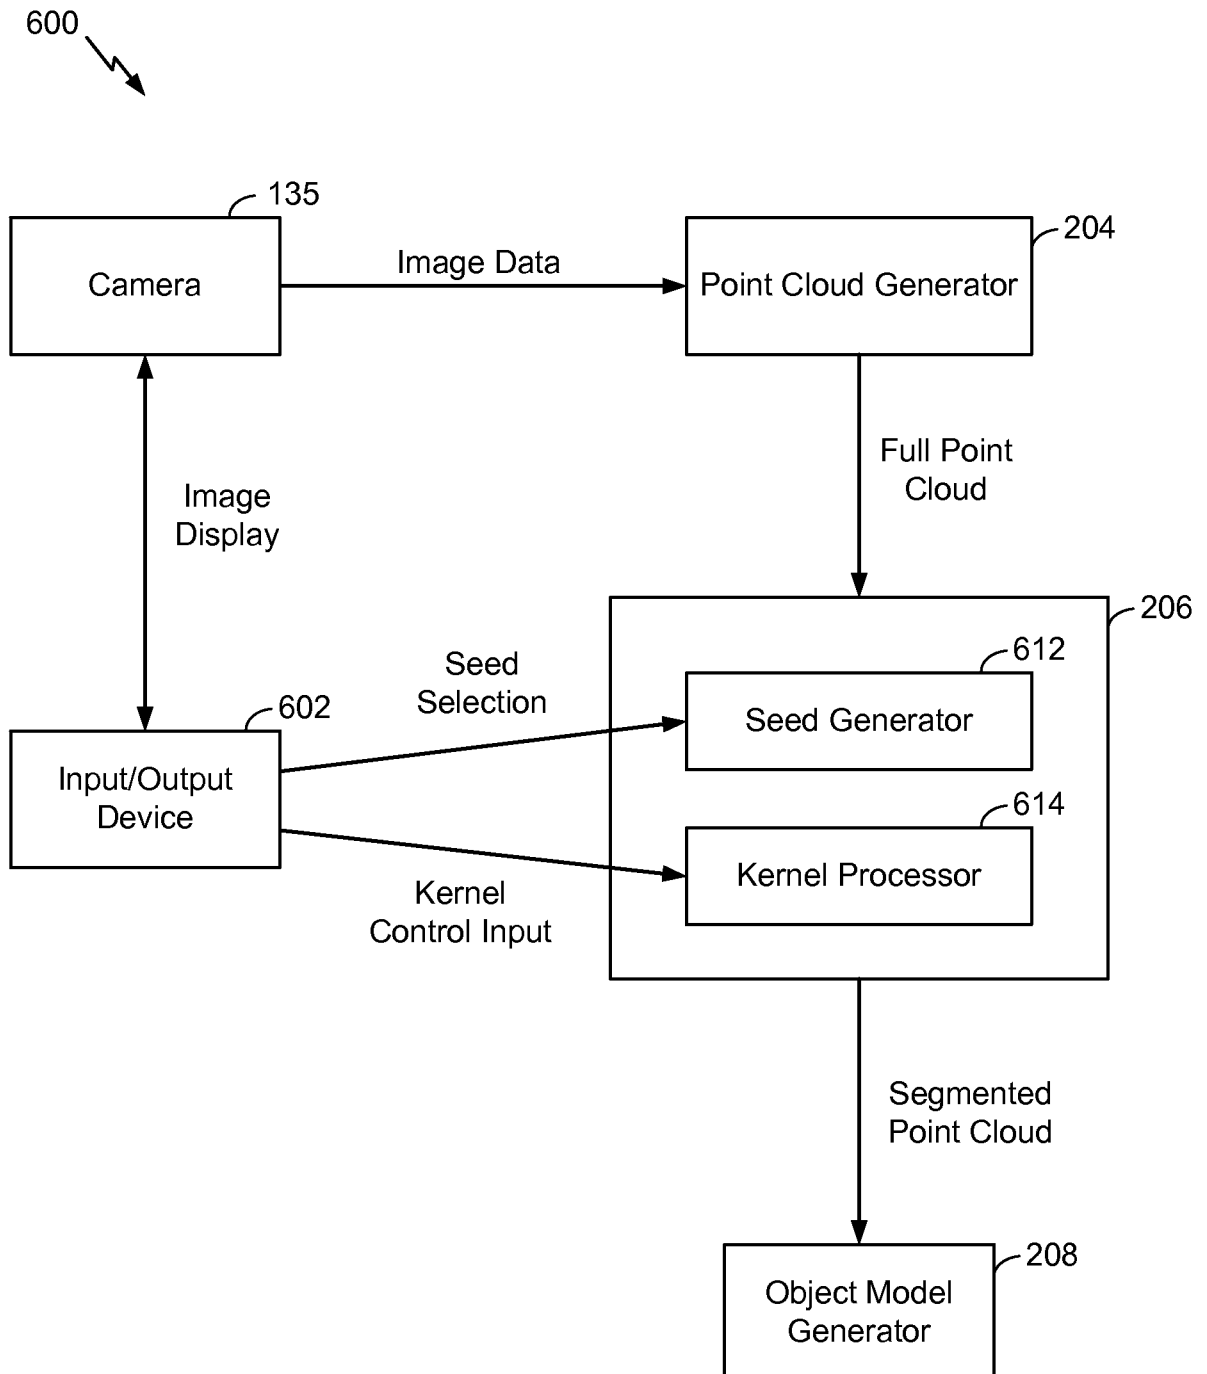 600
135
Camera
Image Data
204
Point Cloud Generator
Full Point
Cloud
Image
Display
206
612
Seed Generator
Seed
Selection
602
Input/Output
Device
614
Kernel Processor
Kernel
Control Input
Segmented
Point Cloud
208
Object Model
Generator